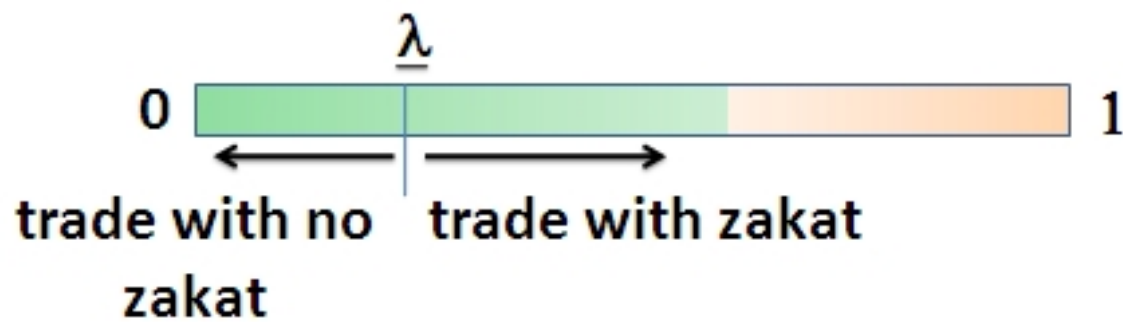 λ
0 1
trade with no trade with zakat
zakat